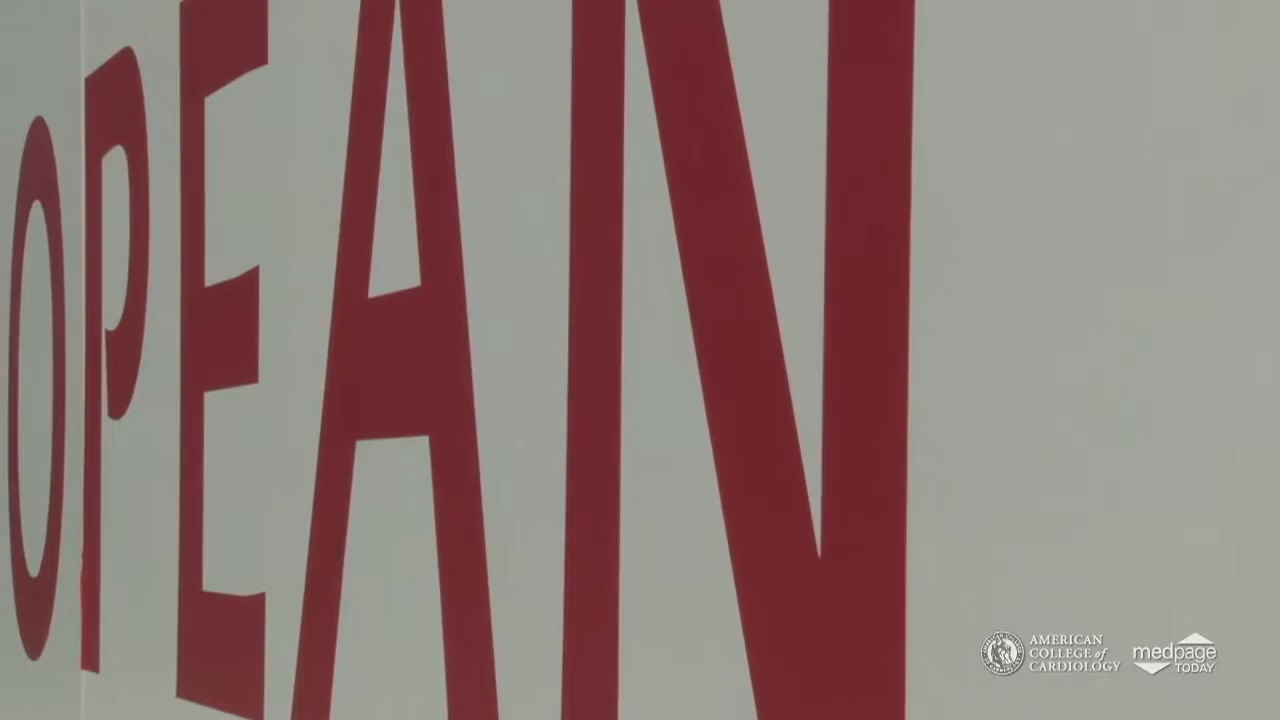 OPEAN
AMERICAN
COLLEGE of
CARDIOLOGY
medpage
TODAY